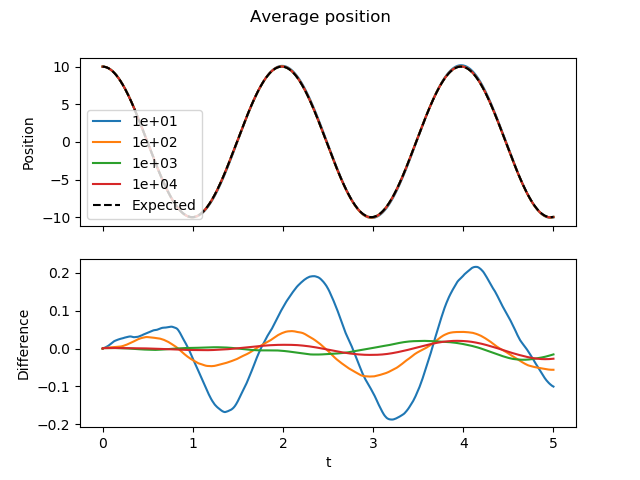 Average position
Position
10
5
0
−5
−10
1e+01
1e+02
1e+03
1e+04
Expected
Difference
0.2
0.1
0.0
−0.1
−0.2
0 1 2 3 4 5
t